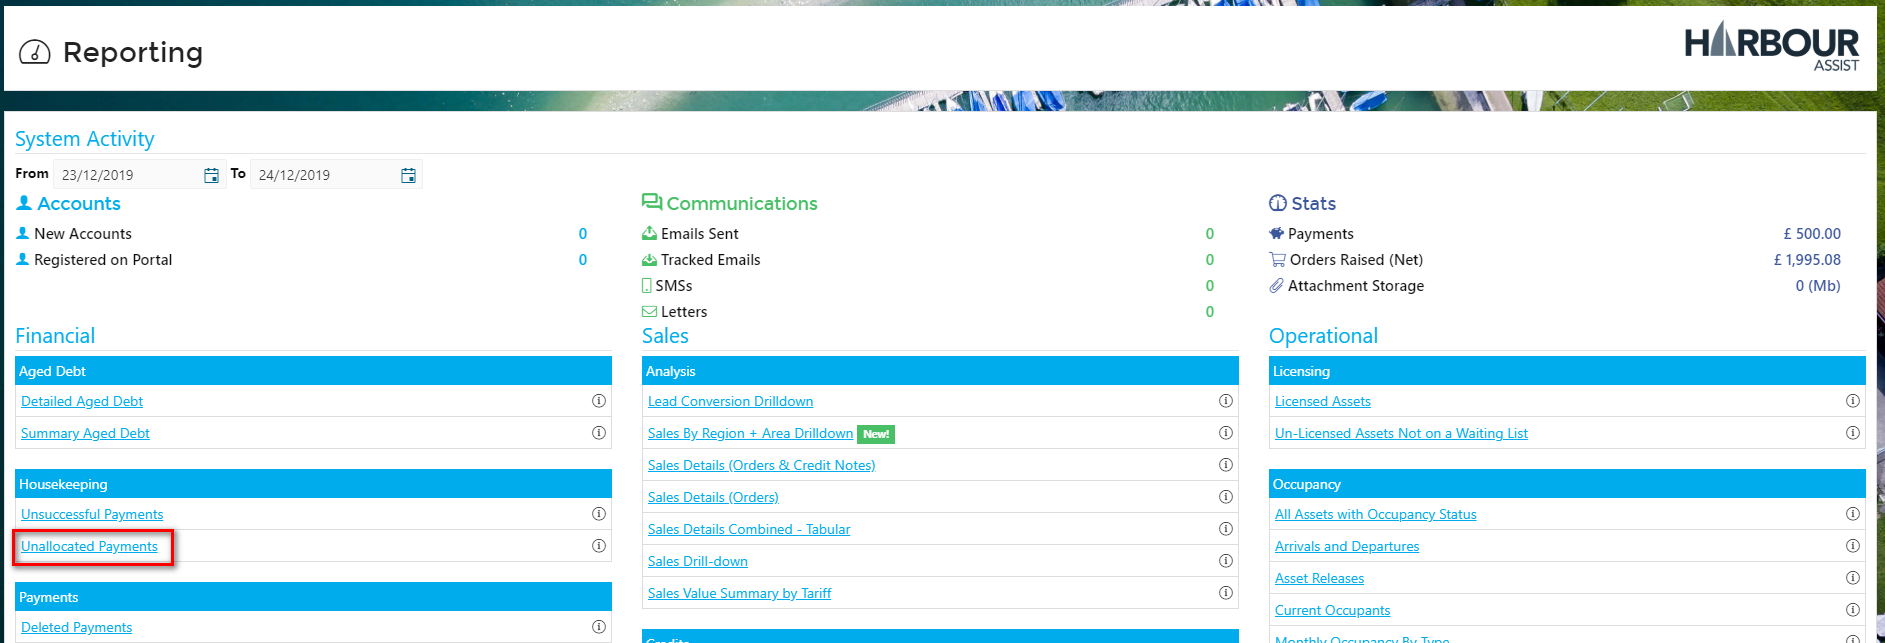 Reporting
HARBOUR
ASSIST
System Activity
From 23/12/2019 To 24/12/2019
Accounts
New Accounts 0
Registered on Portal 0
Communications
Emails Sent 0
Tracked Emails 0
SMSs 0
Letters 0
Stats
Payments £ 500.00
Orders Raised (Net) £ 1,995.08
Attachment Storage 0 (Mb)
Financial
Aged Debt
Detailed Aged Debt
Summary Aged Debt
Housekeeping
Unsuccessful Payments
Unallocated Payments
Payments
Deleted Payments
Sales
Analysis
Lead Conversion Drilldown
Sales By Region + Area Drilldown New!
Sales Details (Orders & Credit Notes)
Sales Details (Orders)
Sales Details Combined - Tabular
Sales Drill-down
Sales Value Summary by Tariff
Credits
Operational
Licensing
Licensed Assets
Un-Licensed Assets Not on a Waiting List
Occupancy
All Assets with Occupancy Status
Arrivals and Departures
Asset Releases
Current Occupants
Monthly Occupancy By Type